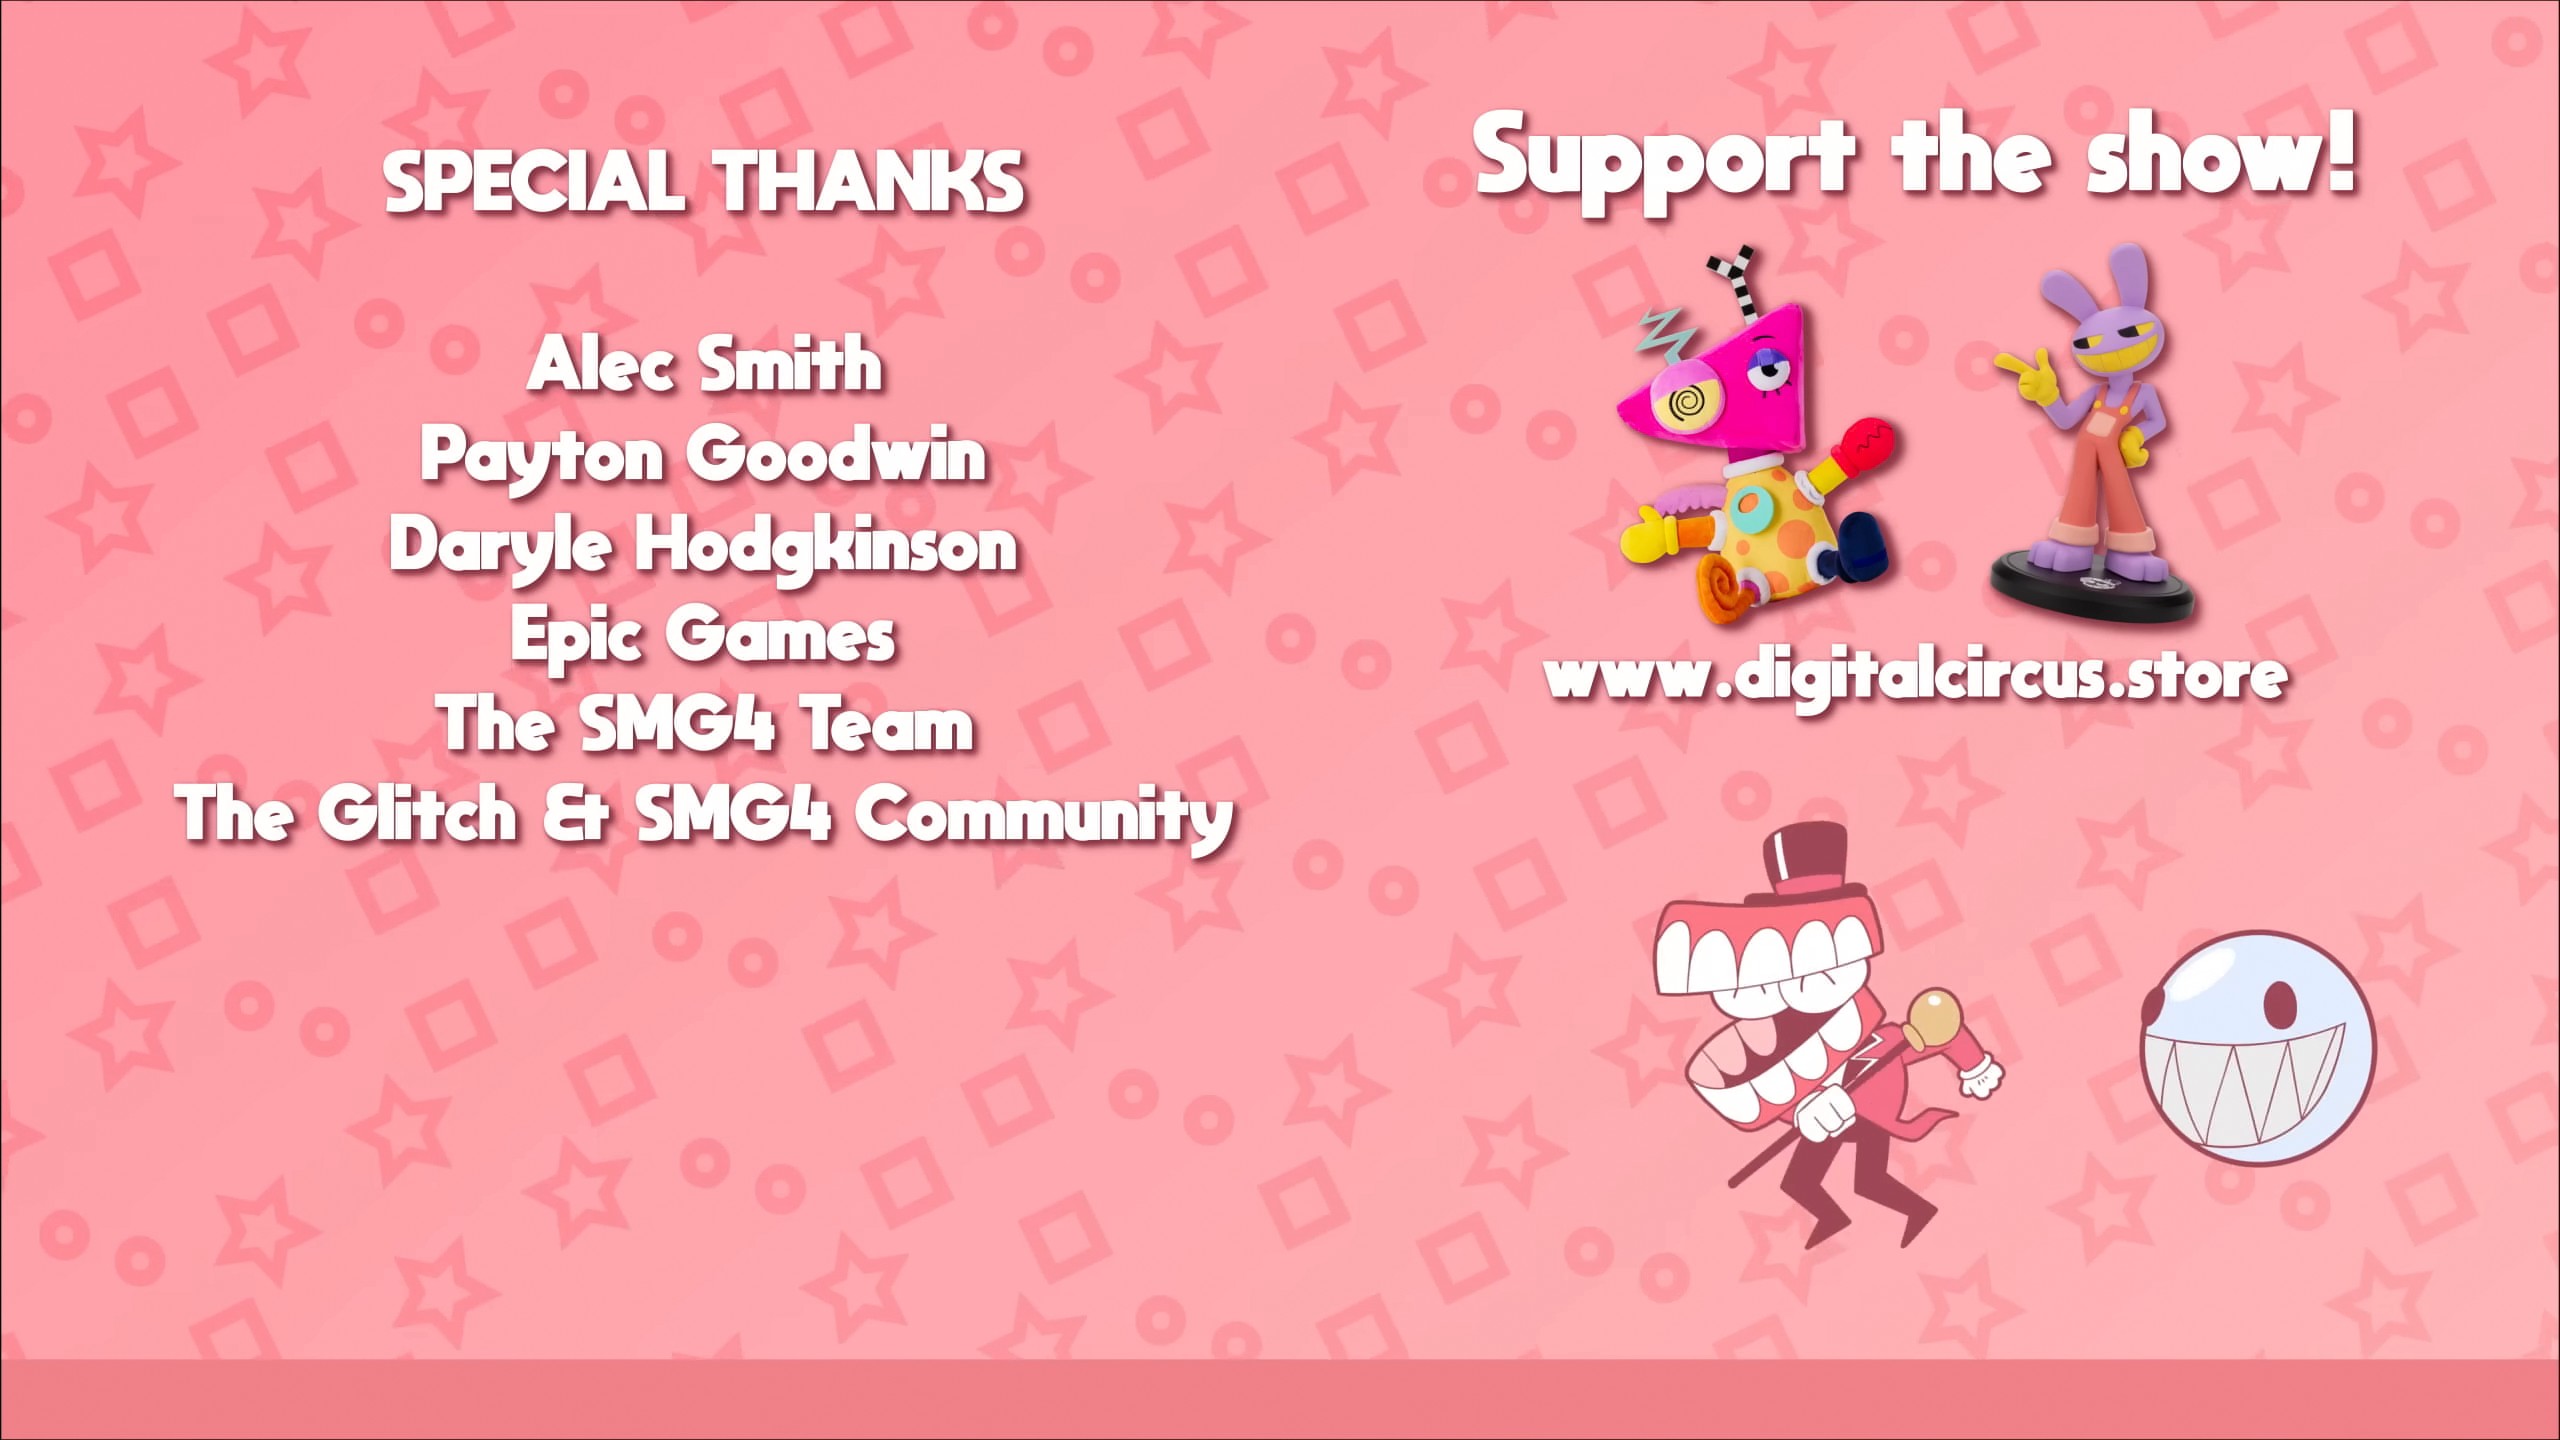 SPECIAL THANKS
Alec Smith
Payton Goodwin
Daryle Hodgkinson
Epic Games
The SMG4 Team
The Glitch & SMG4 Community
Support the show!
www.digitalcircus.store